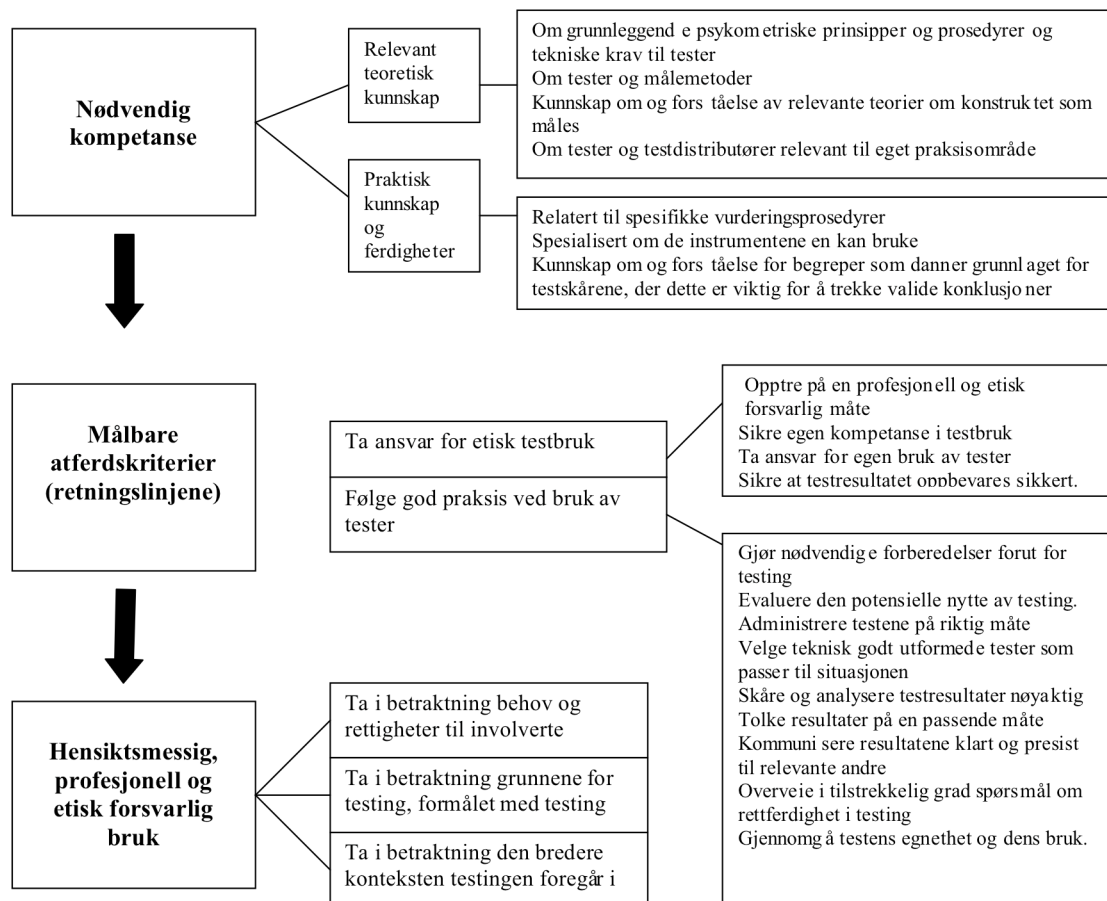 Nødvendig
kompetanse
Relevant
teoretisk
kunnskap
Om grunnleggend e psykometriske prinsipper og prosedyrer og
tekniske krav til tester
Om tester og målemetoder
Kunnskap om og fors tåelse av relevante teorier om konstruktet som
måles
Om tester og testdistributører relevant til eget praksisområde
Praktisk
kunnskap
og
ferdigheter
Relatert til spesifikke vurderingsprosedyrer
Spesialisert om de instrumentene en kan bruke
Kunnskap om og fors tåelse for begreper som danner grunnl aget for
testskårene, der dette er viktig for å trekke valide konklusjo ner
Målbare
atferdskriterier
(retningslinjene)
Ta ansvar for etisk testbruk
Følge god praksis ved bruk av
tester
Opptre på en profesjonell og etisk
forsvarlig måte
Sikre egen kompetanse i testbruk
Ta ansvar for egen bruk av tester
Sikre at testresultatet oppbevares sikkert.
Gjør nødvendig e forberedelser forut for
testing
Evaluere den potensielle nytte av testing.
Administrere testene på riktig måte
Velge teknisk godt utformede tester som
passer til situasjonen
Skåre og analysere testresultater nøyaktig
Tolke resultater på en passende måte
Kommuni sere resultatene klart og presist
til relevante andre
Overveie i tilstrekkelig grad spørsmål om
rettferdighet i testing
Gjennomg å testens egnethet og dens bruk.
Hensiktsmessig,
profesjonell og
etisk forsvarlig
bruk
Ta i betraktning behov og
rettigheter til involverte
Ta i betraktning grunnene for
testing, formålet med testing
Ta i betraktning den bredere
konteksten testingen foregår i